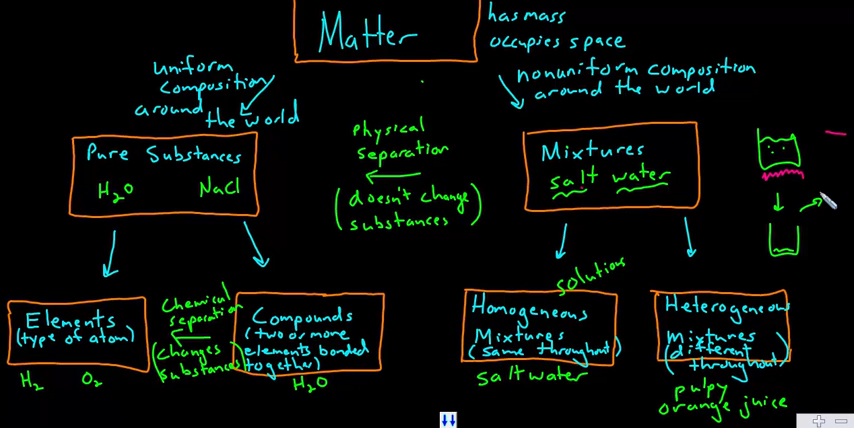 Matter
has mass
occupies space
uniform
composition
around
the world
nonuniform composition
around the world
physical
separation
(doesn't change
substances)
Pure Substances
H₂O NaCl
Mixtures
salt water
Elements
(type of atom)
H₂ O₂
Chemical
separation
(changes
substances)
Compounds
(two or more
elements bonded
together)
H₂O
solutions
Homogeneous
Mixtures
(same throughout)
saltwater
Heterogeneous
mixtures
(different
throughout)
pulpy
orange juice